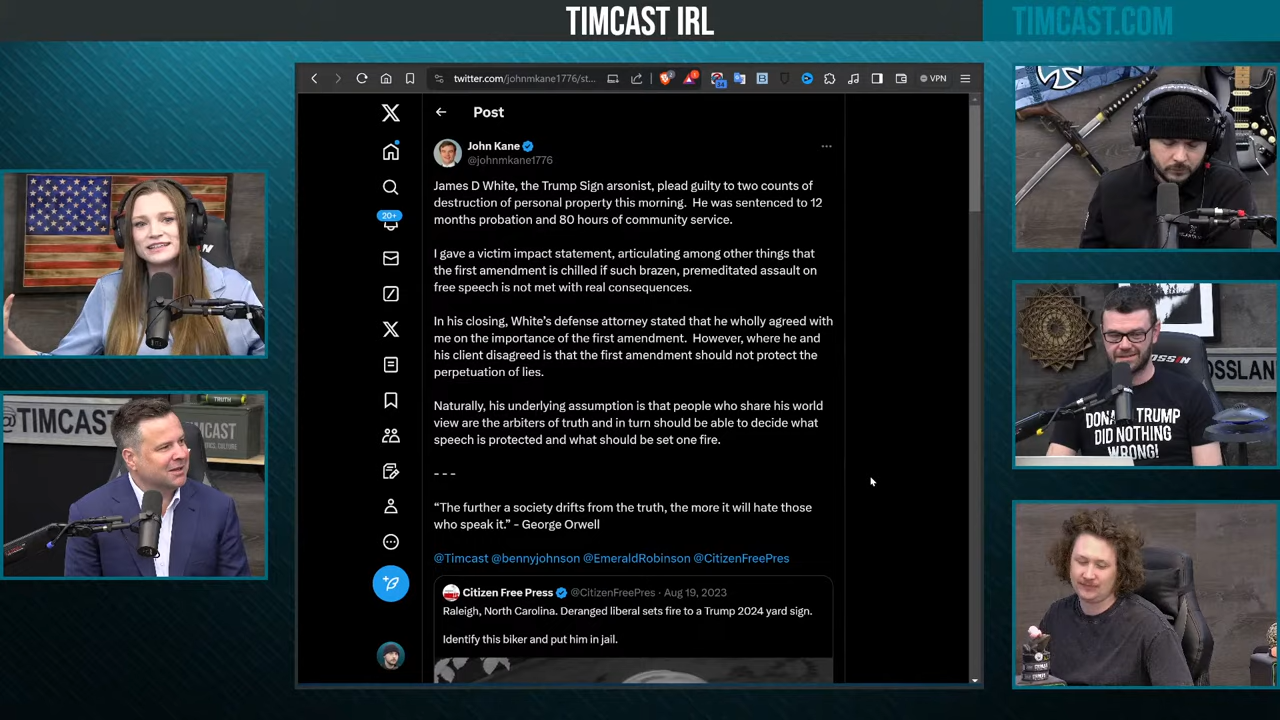 TIMCAST IRL
TIMCAST.COM
twitter.com/johnmkane1776/st...
VPN
Post
John Kane
@johnmkane1776
James D White, the Trump Sign arsonist, plead guilty to two counts of
destruction of personal property this morning.  He was sentenced to 12
months probation and 80 hours of community service.
I gave a victim impact statement, articulating among other things that
the first amendment is chilled if such brazen, premeditated assault on
free speech is not met with real consequences.
In his closing, White's defense attorney stated that he wholly agreed with
me on the importance of the first amendment.  However, where he and
his client disagreed is that the first amendment should not protect the
perpetuation of lies.
Naturally, his underlying assumption is that people who share his world
view are the arbiters of truth and in turn should be able to decide what
speech is protected and what should be set one fire.
- - -
“The further a society drifts from the truth, the more it will hate those
who speak it.” - George Orwell
@Timcast @bennyjohnson @EmeraldRobinson @CitizenFreePres
Citizen Free Press @CitizenFreePres · Aug 19, 2023
Raleigh, North Carolina. Deranged liberal sets fire to a Trump 2024 yard sign.
Identify this biker and put him in jail.
20+
@TIMCAST
TRUTH
TRUMP
DID NOTHING
WRONG!